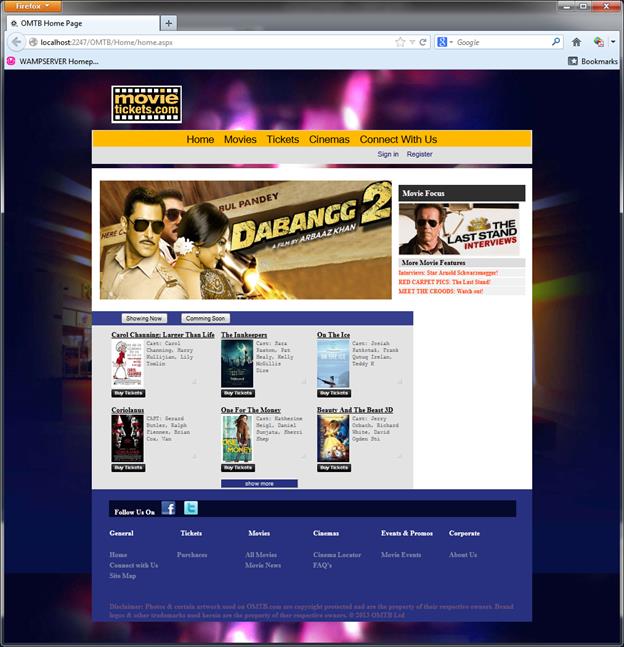 Firefox
OMTB Home Page
localhost:2247/OMTB/Home/home.aspx
Google
WAMPSERVER Homep...
Bookmarks
movie
tickets.com
Home Movies Tickets Cinemas Connect With Us
Sign in Register
HERE COM
BUL PANDEY
DABANGG 2
A FILM BY ARBAAZ KHAN
Movie Focus
THE
LAST STAND
INTERVIEWS
More Movie Features
Interviews: Star Arnold Schwarzenegger!
RED CARPET PICS: The Last Stand!
MEET THE CROODS: Watch out!
Showing Now Comming Soon
Carol Channing: Larger Than Life
Cast: Carol
Channing, Harry
Kullijian, Lily
Tomlin
Buy Tickets
The Innkeepers
Cast: Sara
Paxton, Pat
Healy, Kelly
McGillis
Dire
Buy Tickets
On The Ice
Cast: Josiah
Patkotak, Frank
Qutuq Irelan,
Teddy K
Buy Tickets
Coriolanus
CAST: Gerard
Butler, Ralph
Fiennes, Brian
Cox, Van
Buy Tickets
One For The Money
Cast: Katherine
Heigl, Daniel
Sunjata, Sherri
Shep
Buy Tickets
Beauty And The Beast 3D
Cast: Jerry
Orbach, Richard
White, David
Ogden Sti
Buy Tickets
show more
Follow Us On
General Tickets Movies Cinemas Events & Promos Corporate
Home Purchaces All Movies Cinema Locator Movie Events About Us
Connect with Us Movie News FAQ's
Site Map
Disclaimer: Photos & certain artwork used on OMTB.com are copyright protected and are the property of their respective owners. Brand
logos & other trademarks used herein are the property of ther respective owners. © 2013 OMTB Ltd